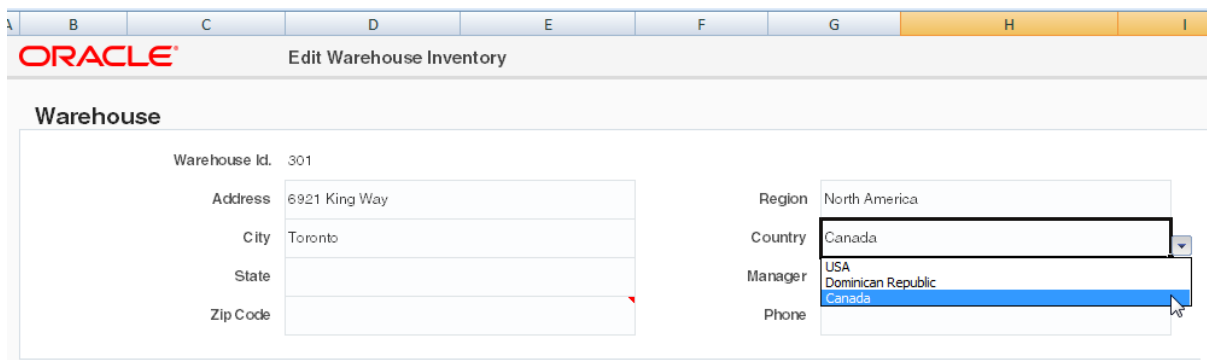 A B C D E F G H I
ORACLE® Edit Warehouse Inventory
Warehouse
Warehouse Id. 301
Address 6921 King Way Region North America
City Toronto Country Canada
State Manager USA
Dominican Republic
Canada
Zip Code Phone